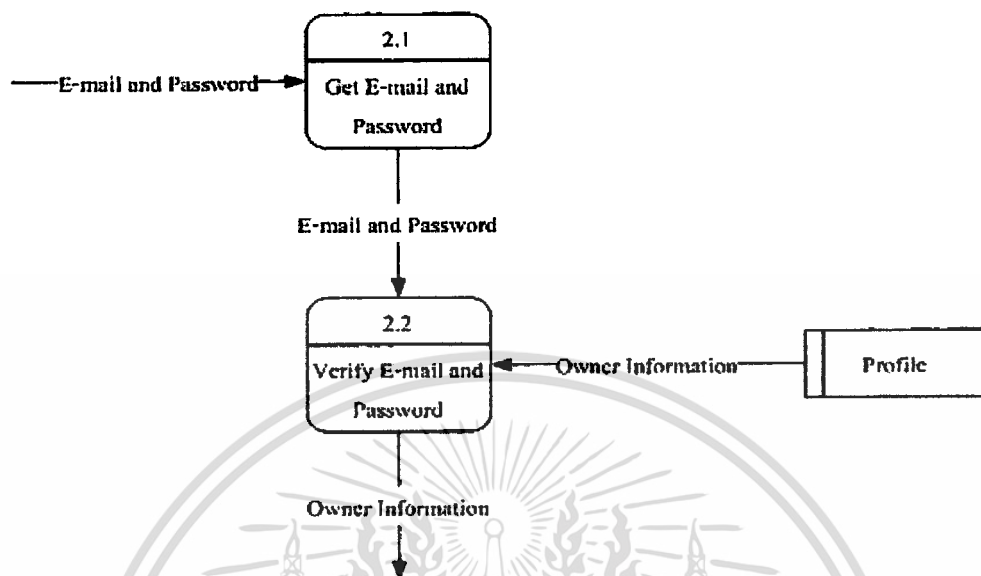 2.1
E-mail and Password
Get E-mail and
Password
E-mail and Password
2.2
Verify E-mail and
Password
Owner Information
Profile
Owner Information